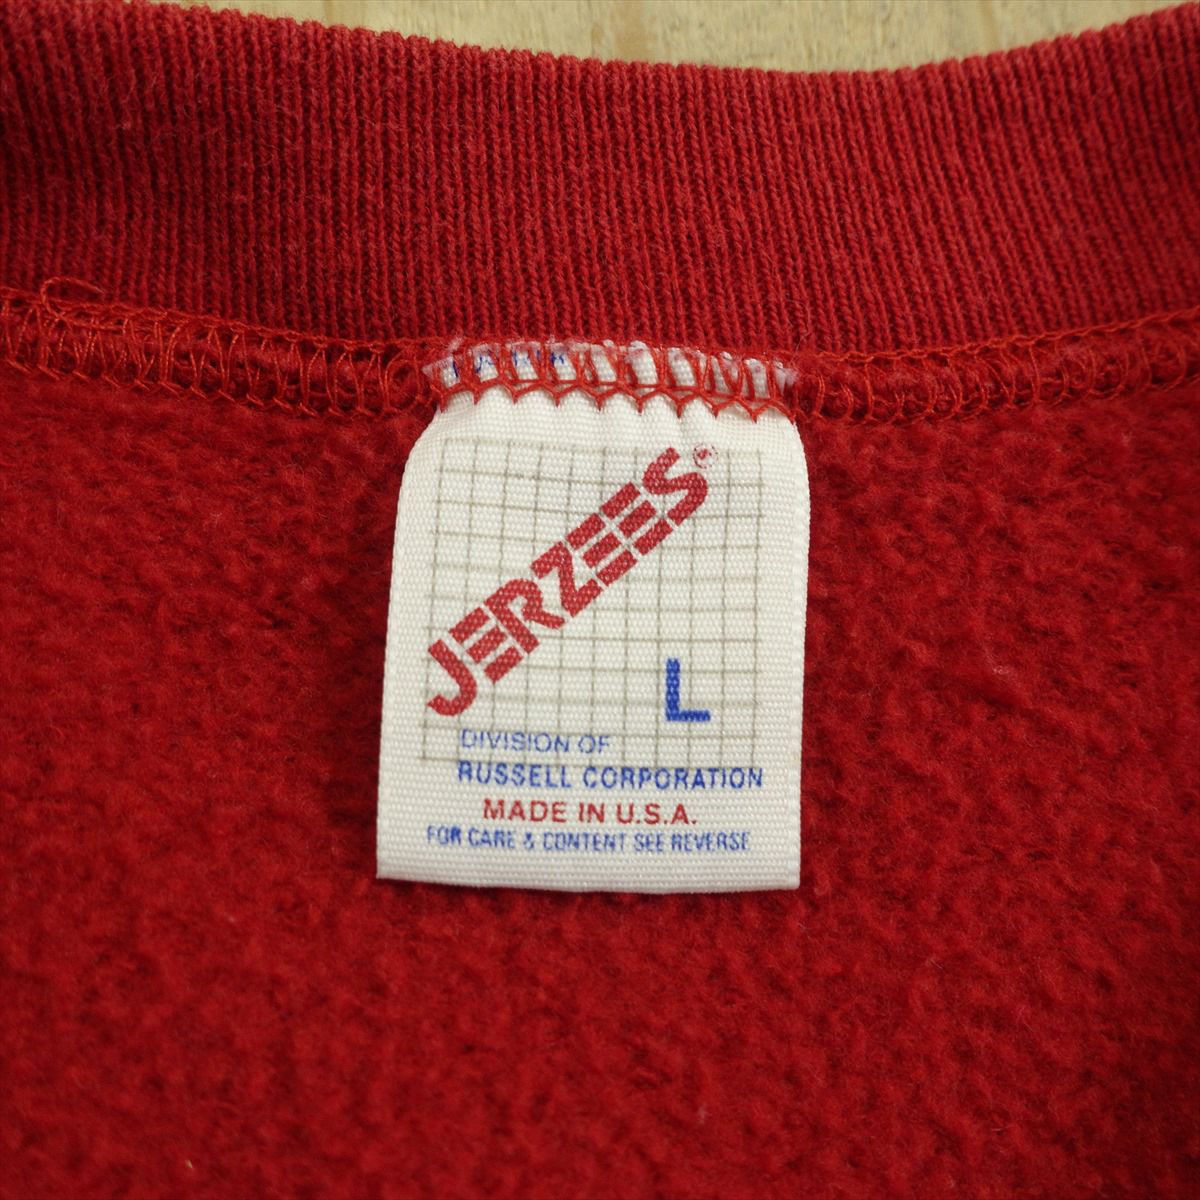 JERZEES®
L
DIVISION OF
RUSSELL CORPORATION
MADE IN U.S.A.
FOR CARE & CONTENT SEE REVERSE